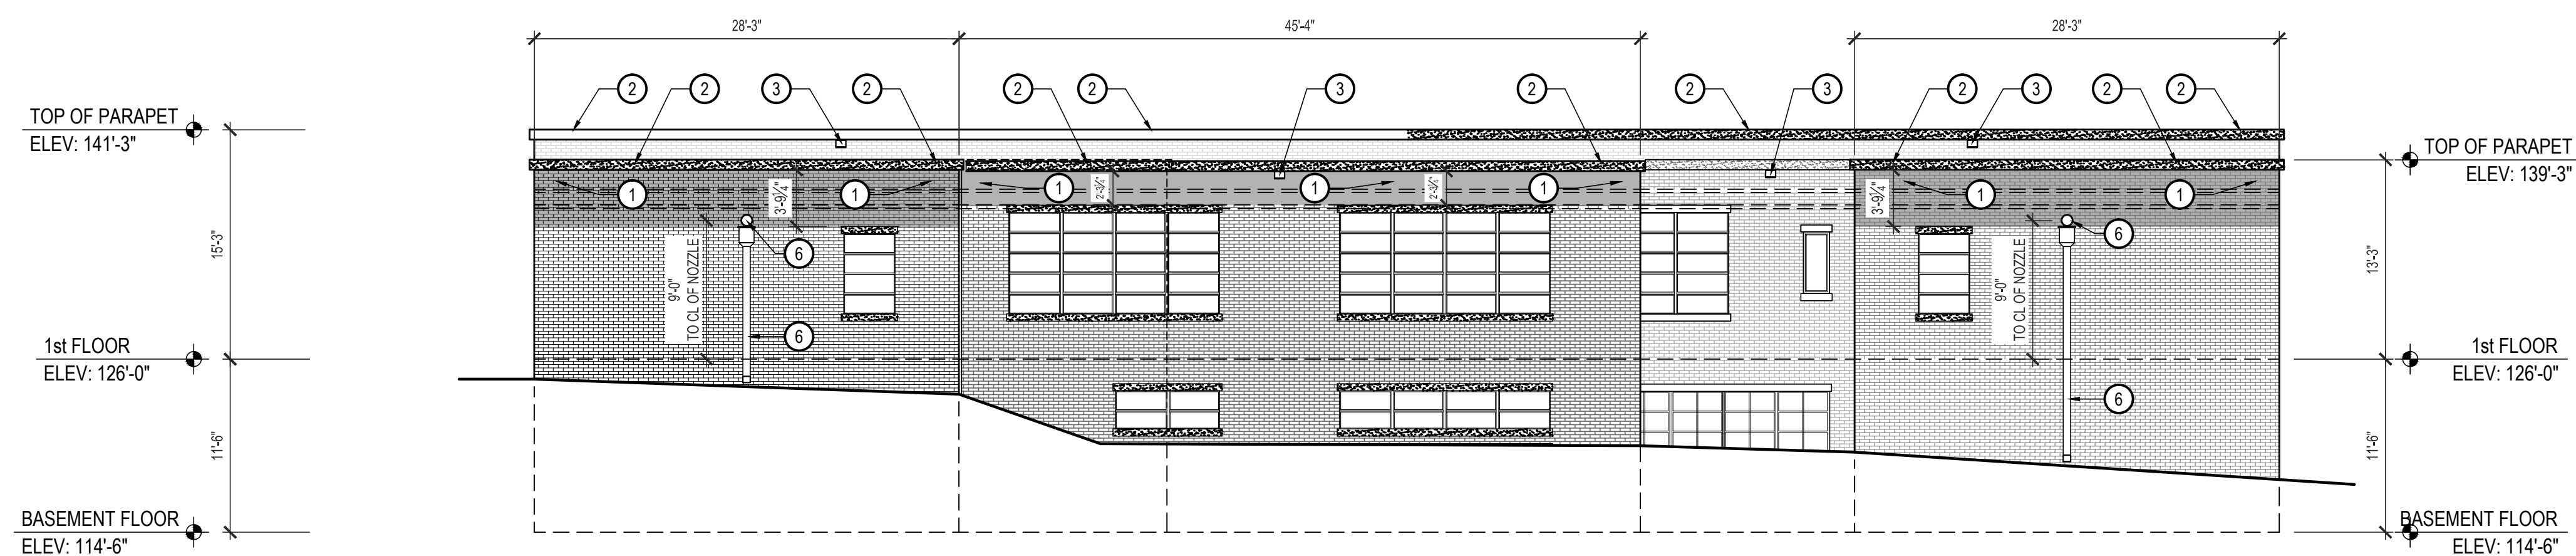 28'-3"
45'-4"
28'-3"
2
2
3
2
2
2
3
2
2
3
2
3
2
2
TOP OF PARAPET
ELEV: 141'-3"
TOP OF PARAPET
ELEV: 139'-3"
1
3'-9¼"
1
1
2'-¾"
1
2'-¾"
1
3'-9¼"
1
1
15'-3"
9'-0"
TO CL OF NOZZLE
6
9'-0"
TO CL OF NOZZLE
6
13'-3"
6
6
1st FLOOR
ELEV: 126'-0"
1st FLOOR
ELEV: 126'-0"
11'-6"
11'-6"
BASEMENT FLOOR
ELEV: 114'-6"
BASEMENT FLOOR
ELEV: 114'-6"